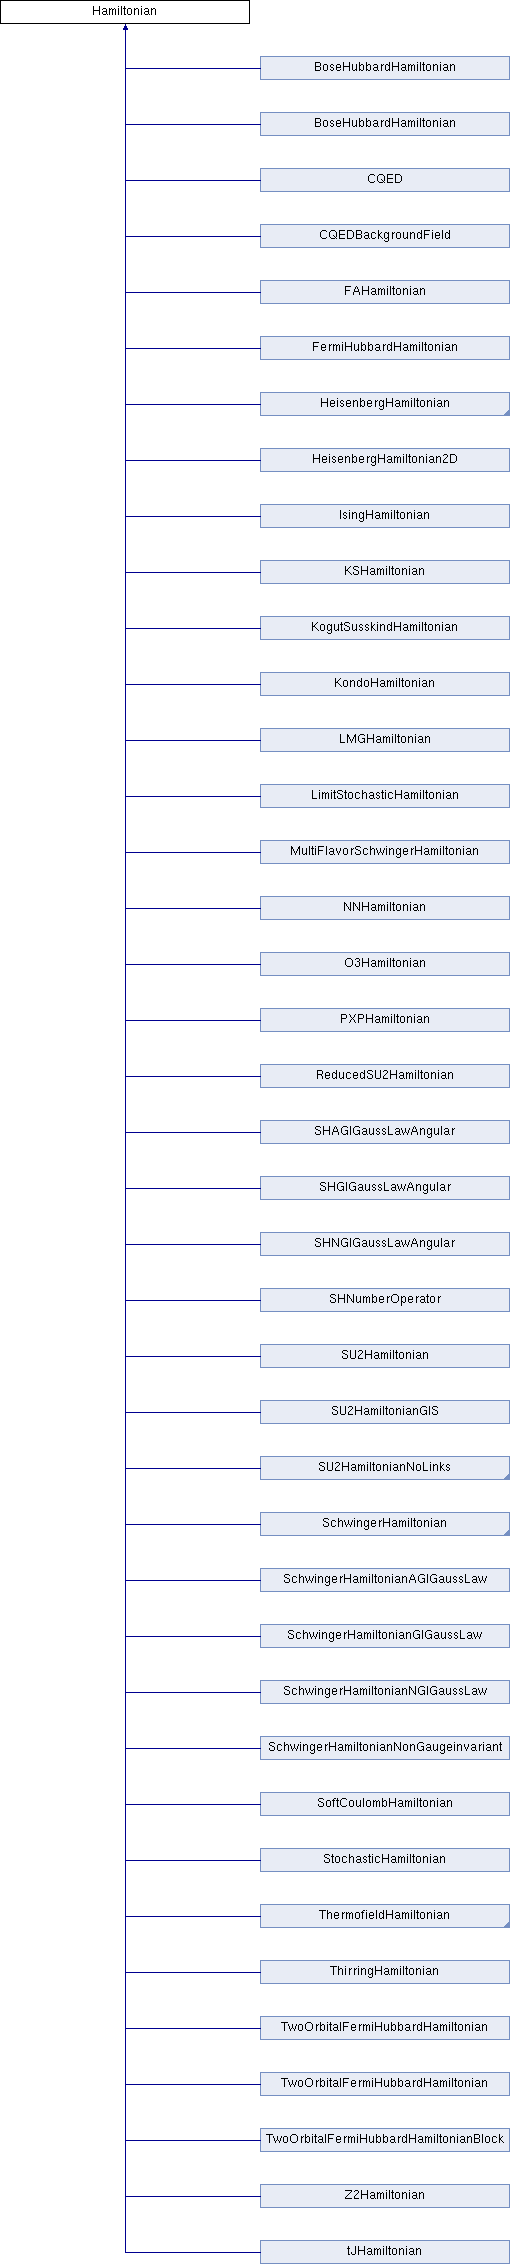 Hamiltonian
BoseHubbardHamiltonian
BoseHubbardHamiltonian
CQED
CQEDBackgroundField
FAHamiltonian
FermiHubbardHamiltonian
HeisenbergHamiltonian
HeisenbergHamiltonian2D
IsingHamiltonian
KSHamiltonian
KogutSusskindHamiltonian
KondoHamiltonian
LMGHamiltonian
LimitStochasticHamiltonian
MultiFlavorSchwingerHamiltonian
NNHamiltonian
O3Hamiltonian
PXPHamiltonian
ReducedSU2Hamiltonian
SHAGIGaussLawAngular
SHGIGaussLawAngular
SHNGIGaussLawAngular
SHNumberOperator
SU2Hamiltonian
SU2HamiltonianGIS
SU2HamiltonianNoLinks
SchwingerHamiltonian
SchwingerHamiltonianAGIGaussLaw
SchwingerHamiltonianGIGaussLaw
SchwingerHamiltonianNGIGaussLaw
SchwingerHamiltonianNonGaugeinvariant
SoftCoulombHamiltonian
StochasticHamiltonian
ThermofieldHamiltonian
ThirringHamiltonian
TwoOrbitalFermiHubbardHamiltonian
TwoOrbitalFermiHubbardHamiltonian
TwoOrbitalFermiHubbardHamiltonianBlock
Z2Hamiltonian
tJHamiltonian